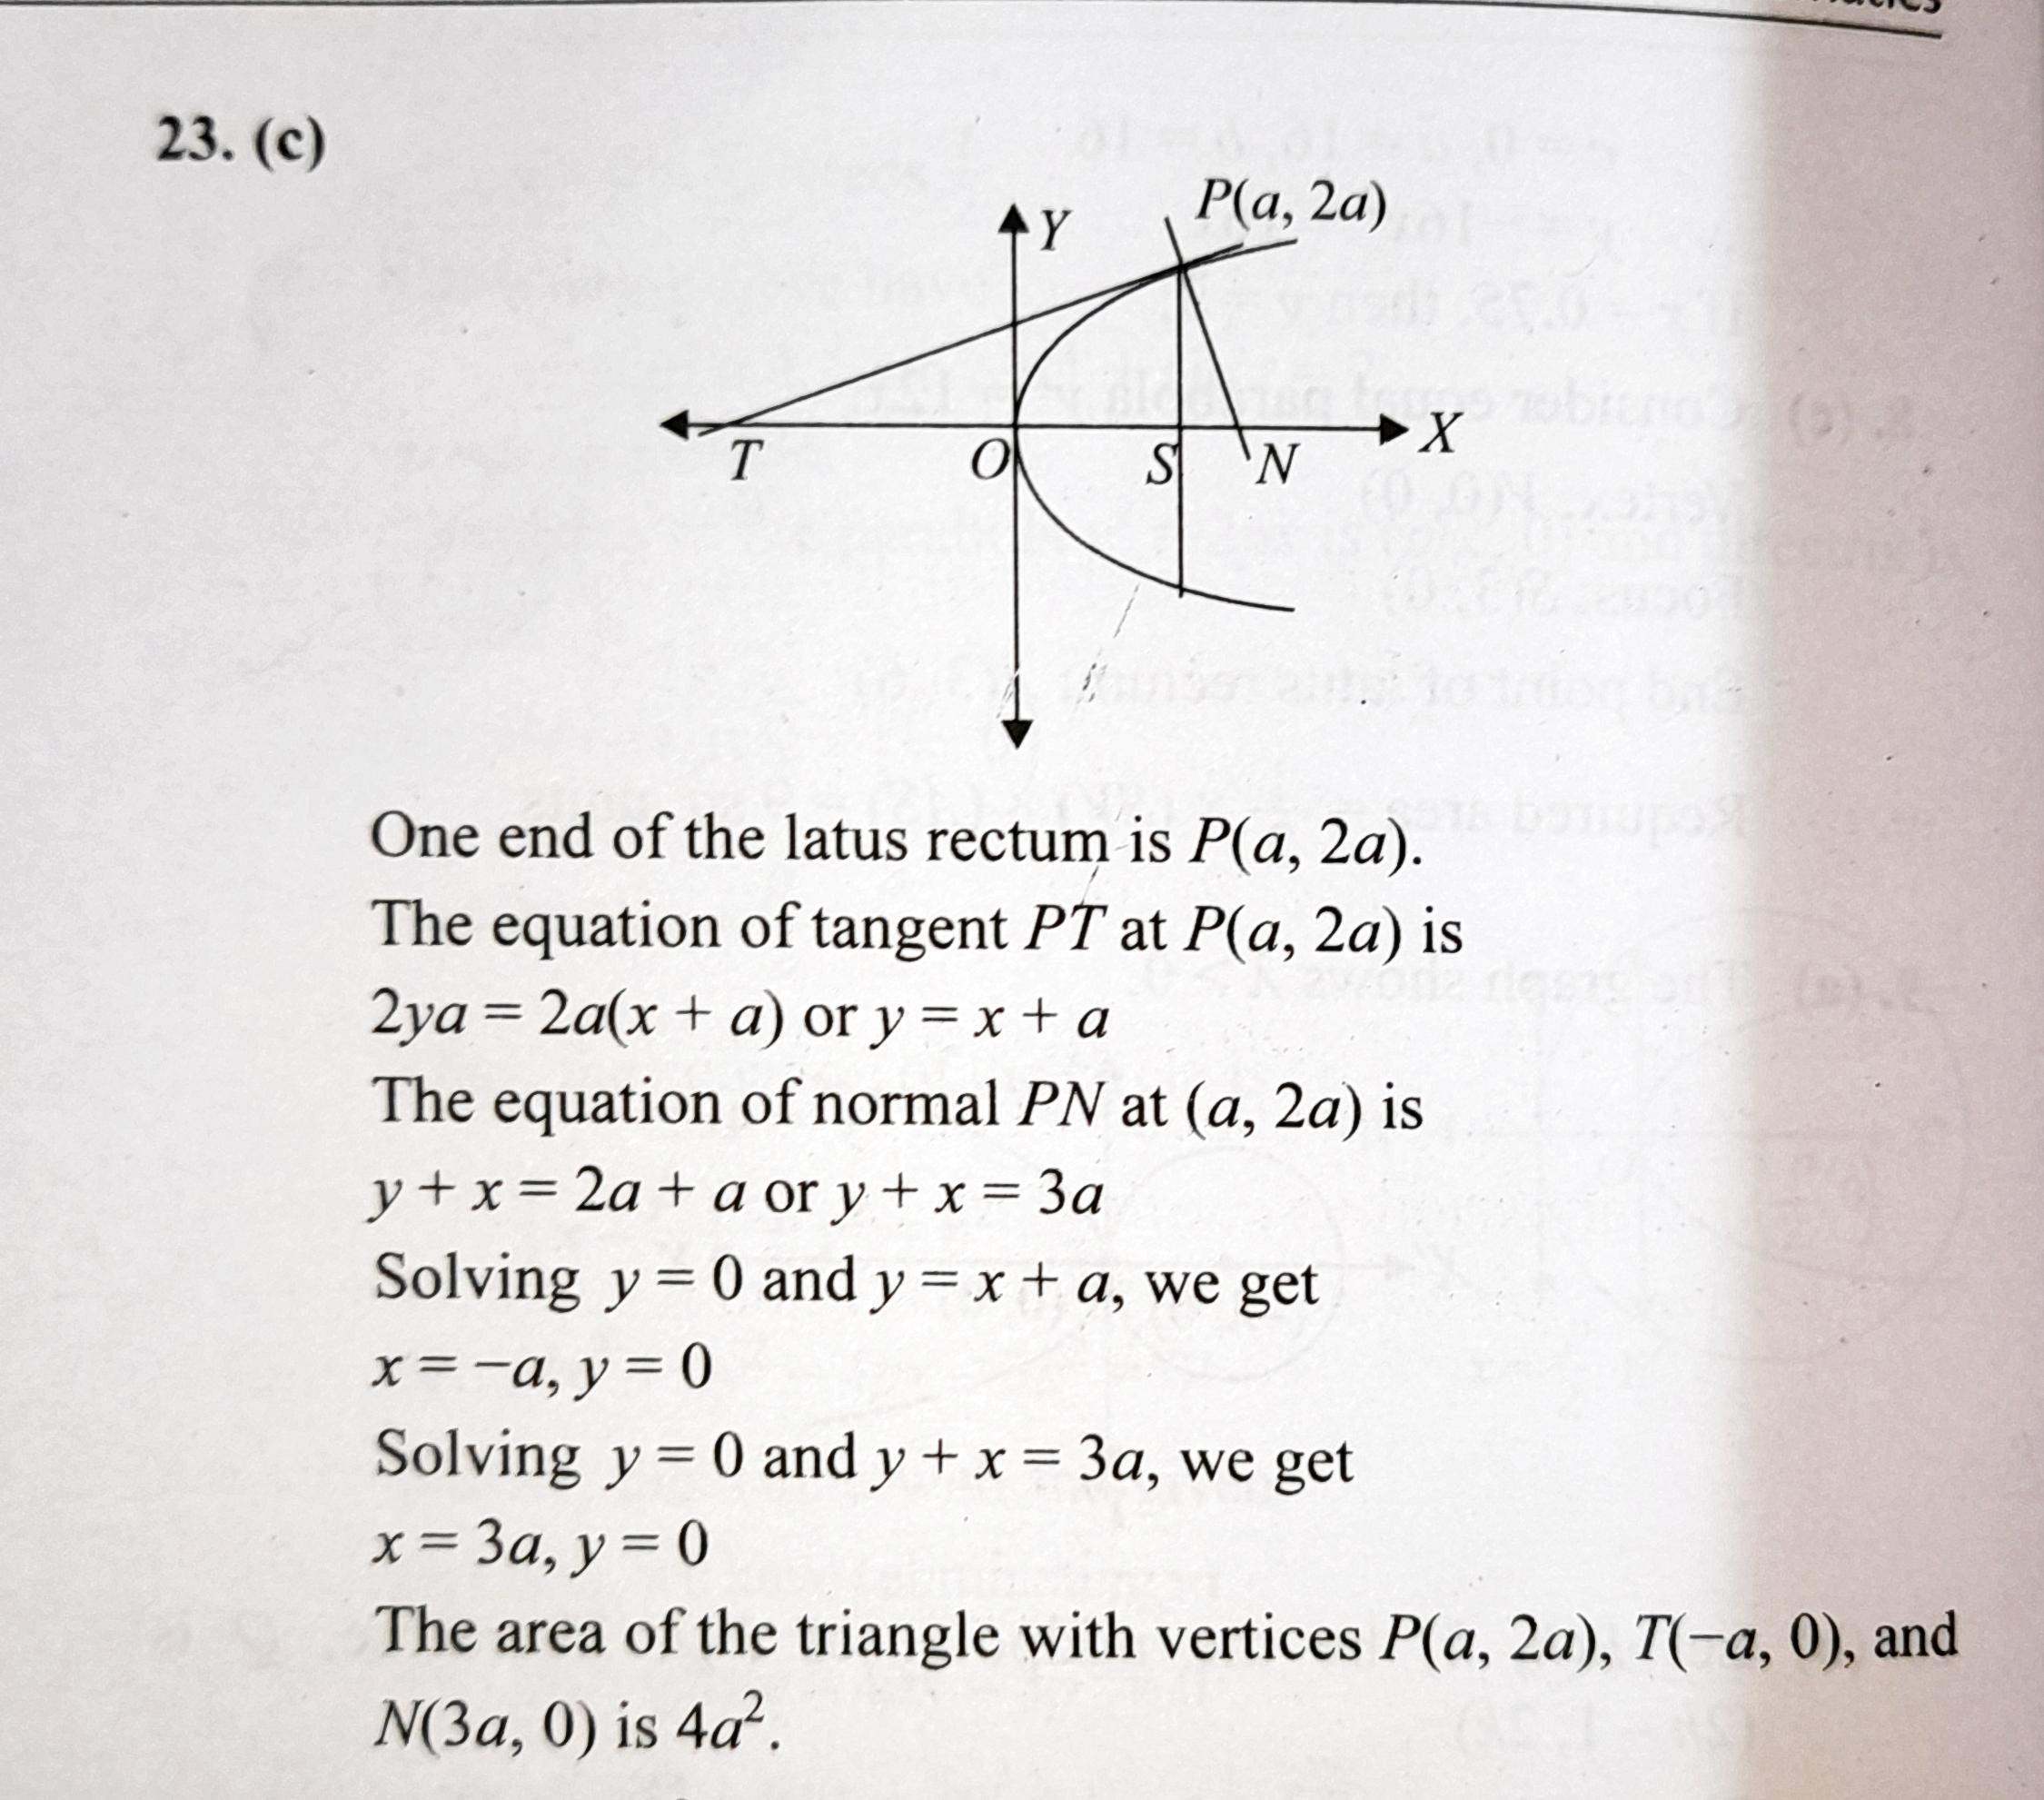 23. (c)
P(a, 2a)
Y
X
T
O
S
N
One end of the latus rectum is P(a, 2a).
The equation of tangent PT at P(a, 2a) is
2ya = 2a(x + a) or y = x + a
The equation of normal PN at (a, 2a) is
y + x = 2a + a or y + x = 3a
Solving y = 0 and y = x + a, we get
x = −a, y = 0
Solving y = 0 and y + x = 3a, we get
x = 3a, y = 0
The area of the triangle with vertices P(a, 2a), T(−a, 0), and
N(3a, 0) is 4a².